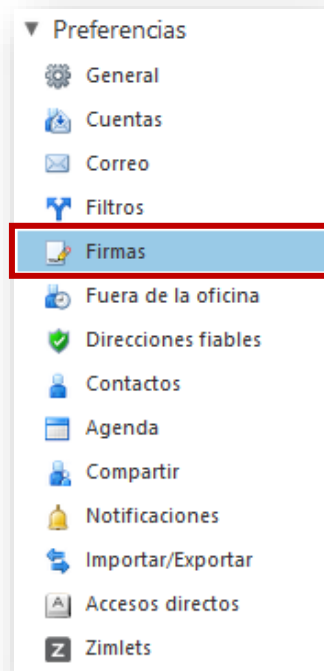 Preferencias
General
Cuentas
Correo
Filtros
Firmas
Fuera de la oficina
Direcciones fiables
Contactos
Agenda
Compartir
Notificaciones
Importar/Exportar
A Accesos directos
Z Zimlets